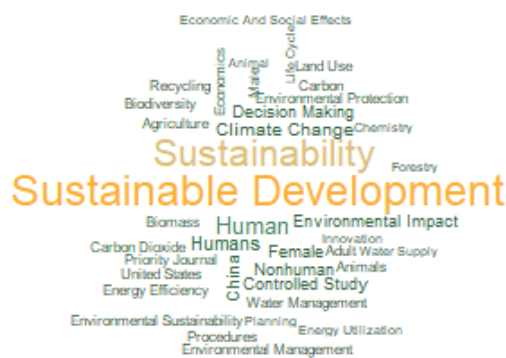 Economic And Social Effects
Life Cycle
Economics
Animal
Male
Land Use
Recycling
Carbon
Biodiversity
Environmental Protection
Decision Making
Agriculture
Climate Change
Chemistry
Sustainability
Forestry
Sustainable Development
Biomass
Human
Environmental Impact
Innovation
Carbon Dioxide
Humans
Female
Adult
Water Supply
Priority Journal
China
Nonhuman
Animals
United States
Controlled Study
Energy Efficiency
Water Management
Environmental Sustainability
Planning
Energy Utilization
Procedures
Environmental Management